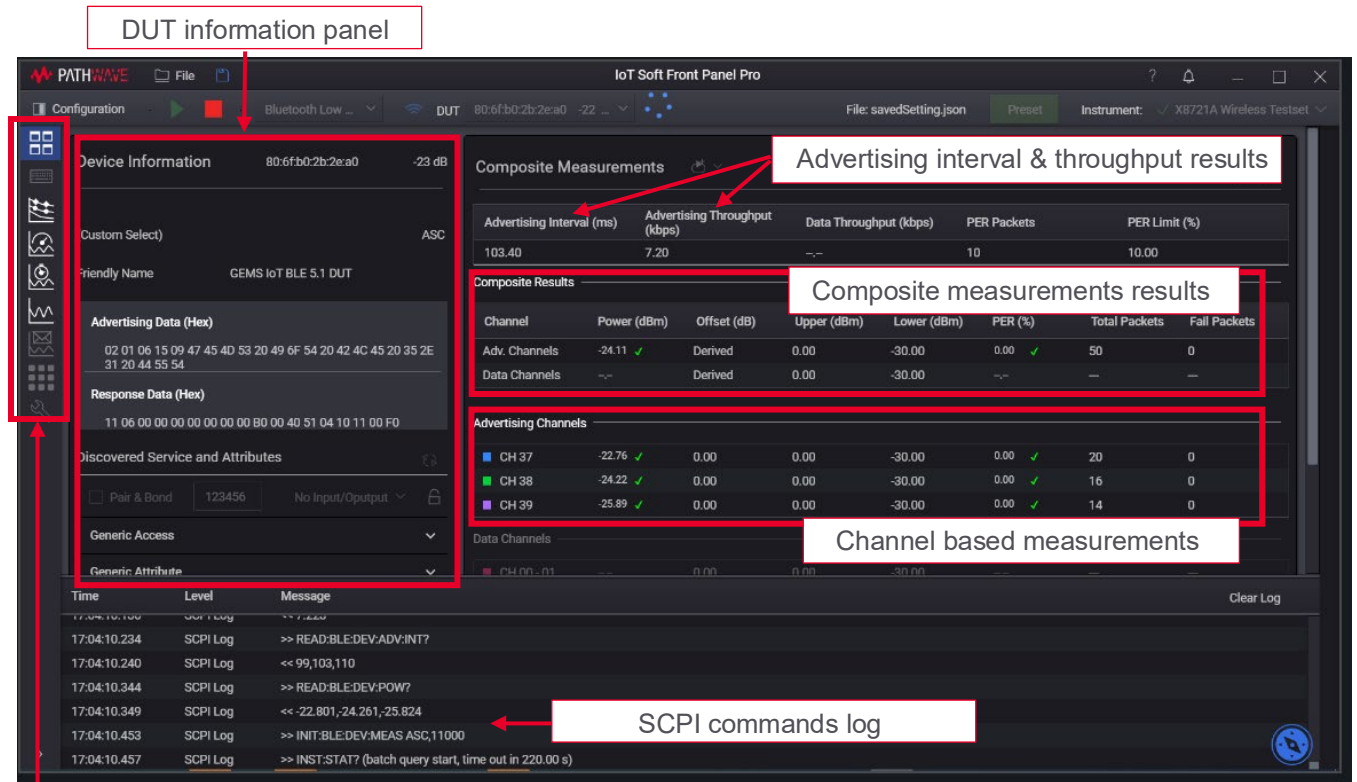 DUT information panel
PATHWAVE File IoT Soft Front Panel Pro ?
Configuration Bluetooth Low ... DUT 80:6f:b0:2b:2e:a0 -22 ... File: savedSetting.json Preset Instrument: X8721A Wireless Testset
Device Information 80:6f:b0:2b:2e:a0 -23 dB
(Custom Select) ASC
Friendly Name GEMS IoT BLE 5.1 DUT
Advertising Data (Hex)
02 01 06 15 09 47 45 4D 53 20 49 6F 54 20 42 4C 45 20 35 2E
31 20 44 55 54
Response Data (Hex)
11 06 00 00 00 00 00 00 00 B0 00 40 51 04 10 11 00 F0
Discovered Service and Attributes
Pair & Bond 123456 No Input/Oputput
Generic Access
Generic Attribute
Composite Measurements
Advertising interval & throughput results
Advertising Interval (ms) Advertising Throughput (kbps) Data Throughput (kbps) PER Packets PER Limit (%)
103.40 7.20 --.-- 10 10.00
Composite Results
Composite measurements results
Channel Power (dBm) Offset (dB) Upper (dBm) Lower (dBm) PER (%) Total Packets Fail Packets
Adv. Channels -24.11 ✓ Derived 0.00 -30.00 0.00 ✓ 50 0
Data Channels --.-- Derived 0.00 -30.00 --.-- --- ---
Advertising Channels
CH 37 -22.76 ✓ 0.00 0.00 -30.00 0.00 ✓ 20 0
CH 38 -24.22 ✓ 0.00 0.00 -30.00 0.00 ✓ 16 0
CH 39 -25.89 ✓ 0.00 0.00 -30.00 0.00 ✓ 14 0
Channel based measurements
Data Channels
CH 00 - 01 --.-- 0.00 0.00 -30.00 --.-- --- ---
Time Level Message Clear Log
17:04:10.234 SCPI Log >> READ:BLE:DEV:ADV:INT?
17:04:10.240 SCPI Log << 99,103,110
17:04:10.344 SCPI Log >> READ:BLE:DEV:POW?
17:04:10.349 SCPI Log << -22.801,-24.261,-25.824
17:04:10.453 SCPI Log >> INIT:BLE:DEV:MEAS ASC,11000
17:04:10.457 SCPI Log >> INST:STAT? (batch query start, time out in 220.00 s)
SCPI commands log